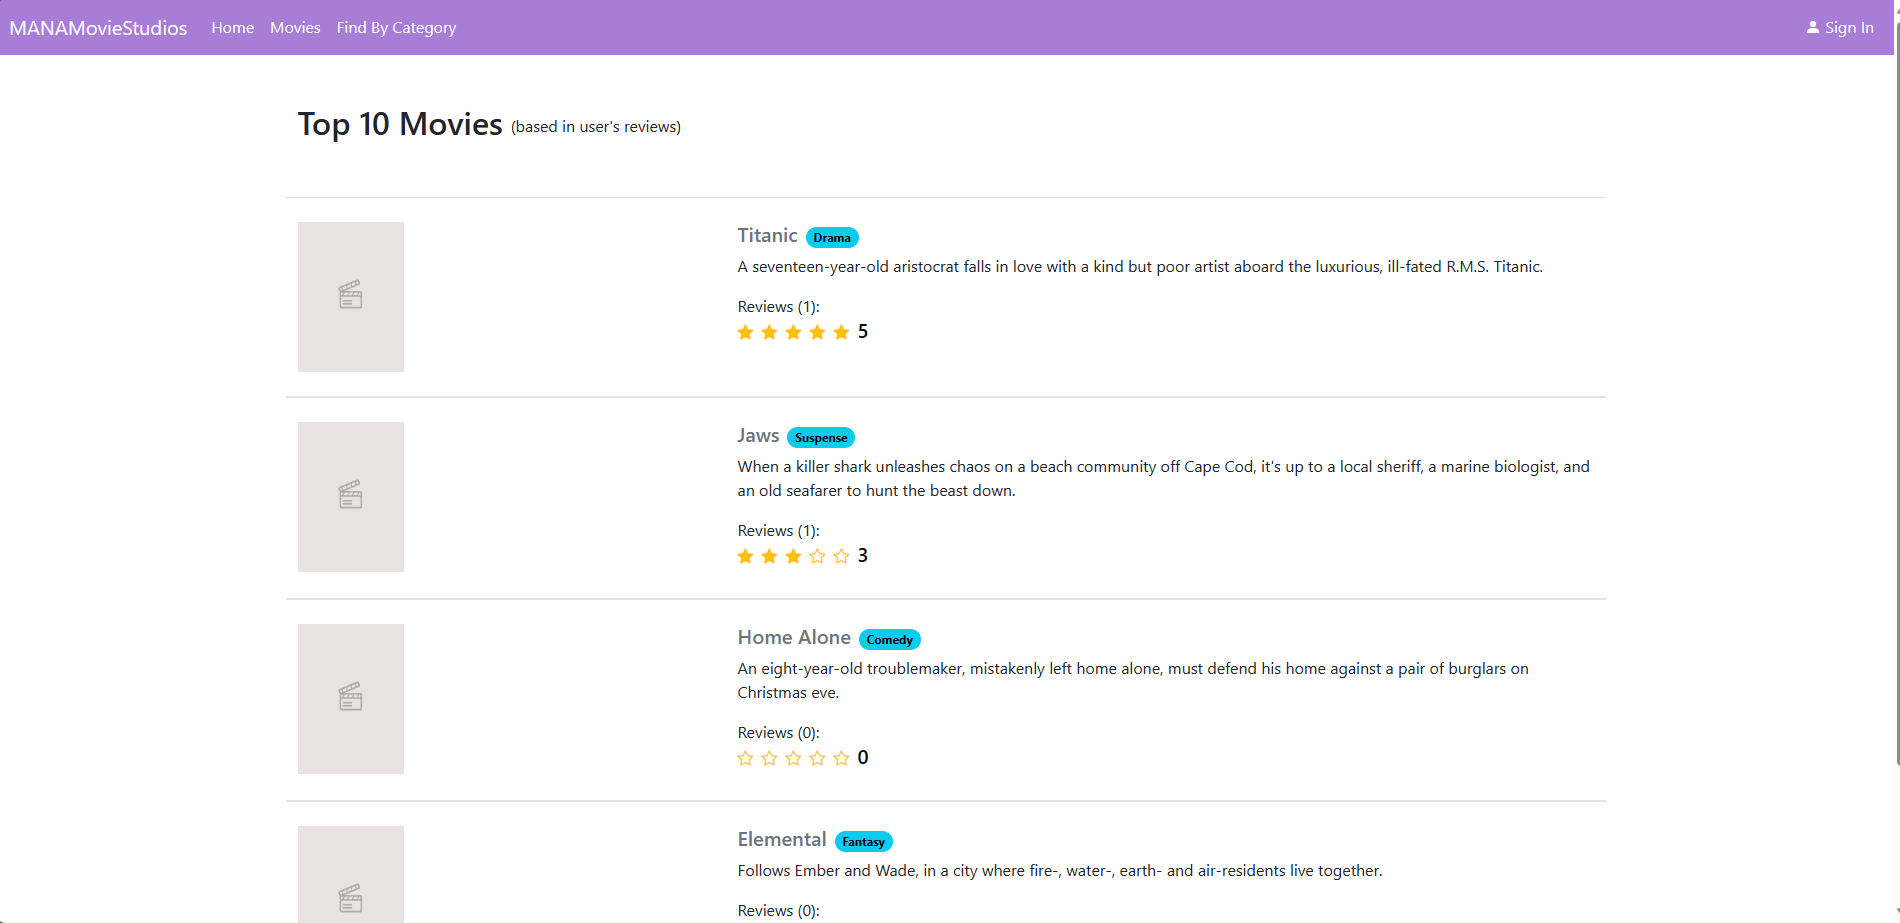 MANAMovieStudios Home Movies Find By Category Sign In
Top 10 Movies (based in user's reviews)
Titanic Drama
A seventeen-year-old aristocrat falls in love with a kind but poor artist aboard the luxurious, ill-fated R.M.S. Titanic.
Reviews (1):
5
Jaws Suspense
When a killer shark unleashes chaos on a beach community off Cape Cod, it's up to a local sheriff, a marine biologist, and
an old seafarer to hunt the beast down.
Reviews (1):
3
Home Alone Comedy
An eight-year-old troublemaker, mistakenly left home alone, must defend his home against a pair of burglars on
Christmas eve.
Reviews (0):
0
Elemental Fantasy
Follows Ember and Wade, in a city where fire-, water-, earth- and air-residents live together.
Reviews (0):